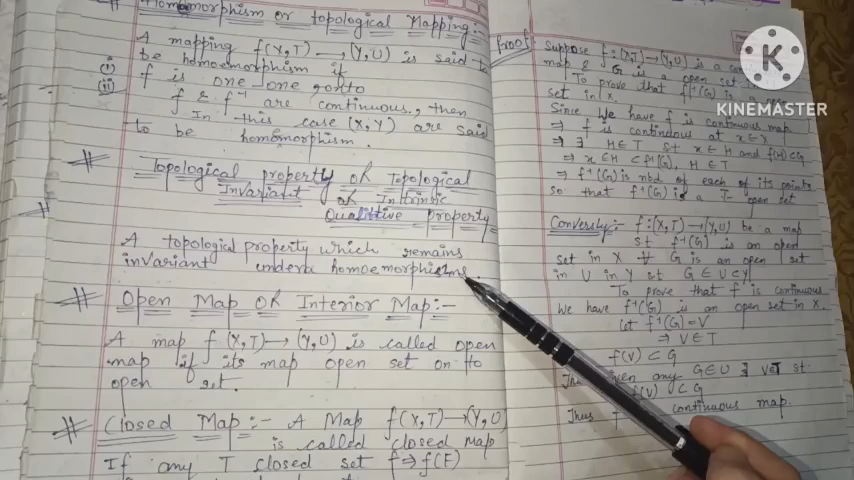 Homomorphism or topological Mapping:-
A mapping f(X,T) → (Y,U) is said to
be homoemorphism if
(i) f is one one onto
(ii) f & f⁻¹ are continuous, then
In this case (X,Y) are said
to be homomorphism.
Topological property OR Topological
Invariant OR Intrinsic
Qualitive property
A topological property which remains
invariant under a homoemorphisms.
Open Map OR Interior Map:-
A map f(X,T) → (Y,U) is called open
map if its map open set on to
open set.
Closed Map:- A Map f(X,T) → (Y,U)
is called closed map
If any T closed set f ⇒ f(F)
Proof: Suppose f:(X,T) → (Y,U) is a
map & G is a open set
To prove that f⁻¹(G) is a
set in X.
Since We have f is continuous map
⇒ f is continous at x∈X
⇒ ∃ H∈T st x∈H and f(H)⊂G
⇒ x∈H⊂f⁻¹(G), H∈T
⇒ f⁻¹(G) is nbd of each of its points
so that f⁻¹(G) is a T- open set
Conversly:- f:(X,T) → (Y,U) be a map
st f⁻¹(G) is an open
set in X ∀ G is an open set
in U in Y st G∈U⊂Y
To prove that f is continuous
We have f⁻¹(G) is an open set in X.
let f⁻¹(G) = V
⇒ V∈T
f(V)⊂G
given any G∈U ∃ V∈T st.
f(V)⊂G
Thus continous map.
KINEMASTER